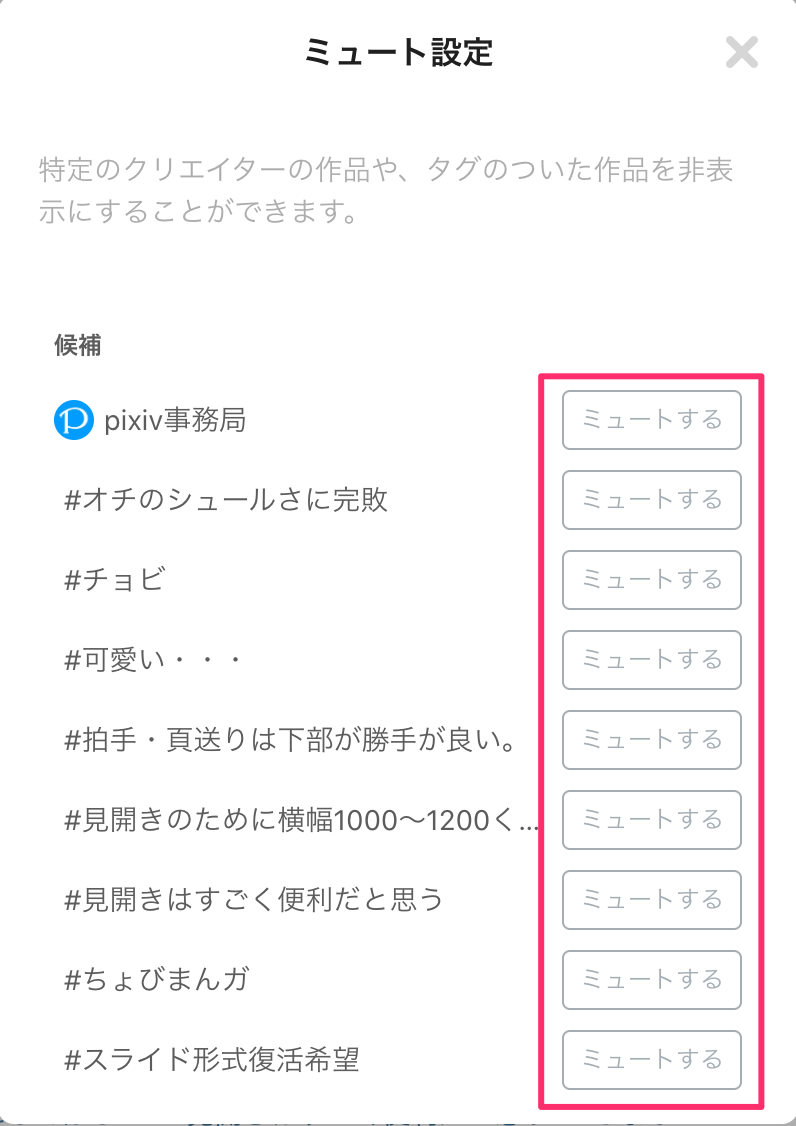 ミュート設定
特定のクリエイターの作品や、タグのついた作品を非表
示にすることができます。
候補
pixiv事務局 ミュートする
#オチのシュールさに完敗 ミュートする
#チョビ ミュートする
#可愛い・・・ ミュートする
#拍手・頁送りは下部が勝手が良い。 ミュートする
#見開きのために横幅1000〜1200く... ミュートする
#見開きはすごく便利だと思う ミュートする
#ちょびまんガ ミュートする
#スライド形式復活希望 ミュートする